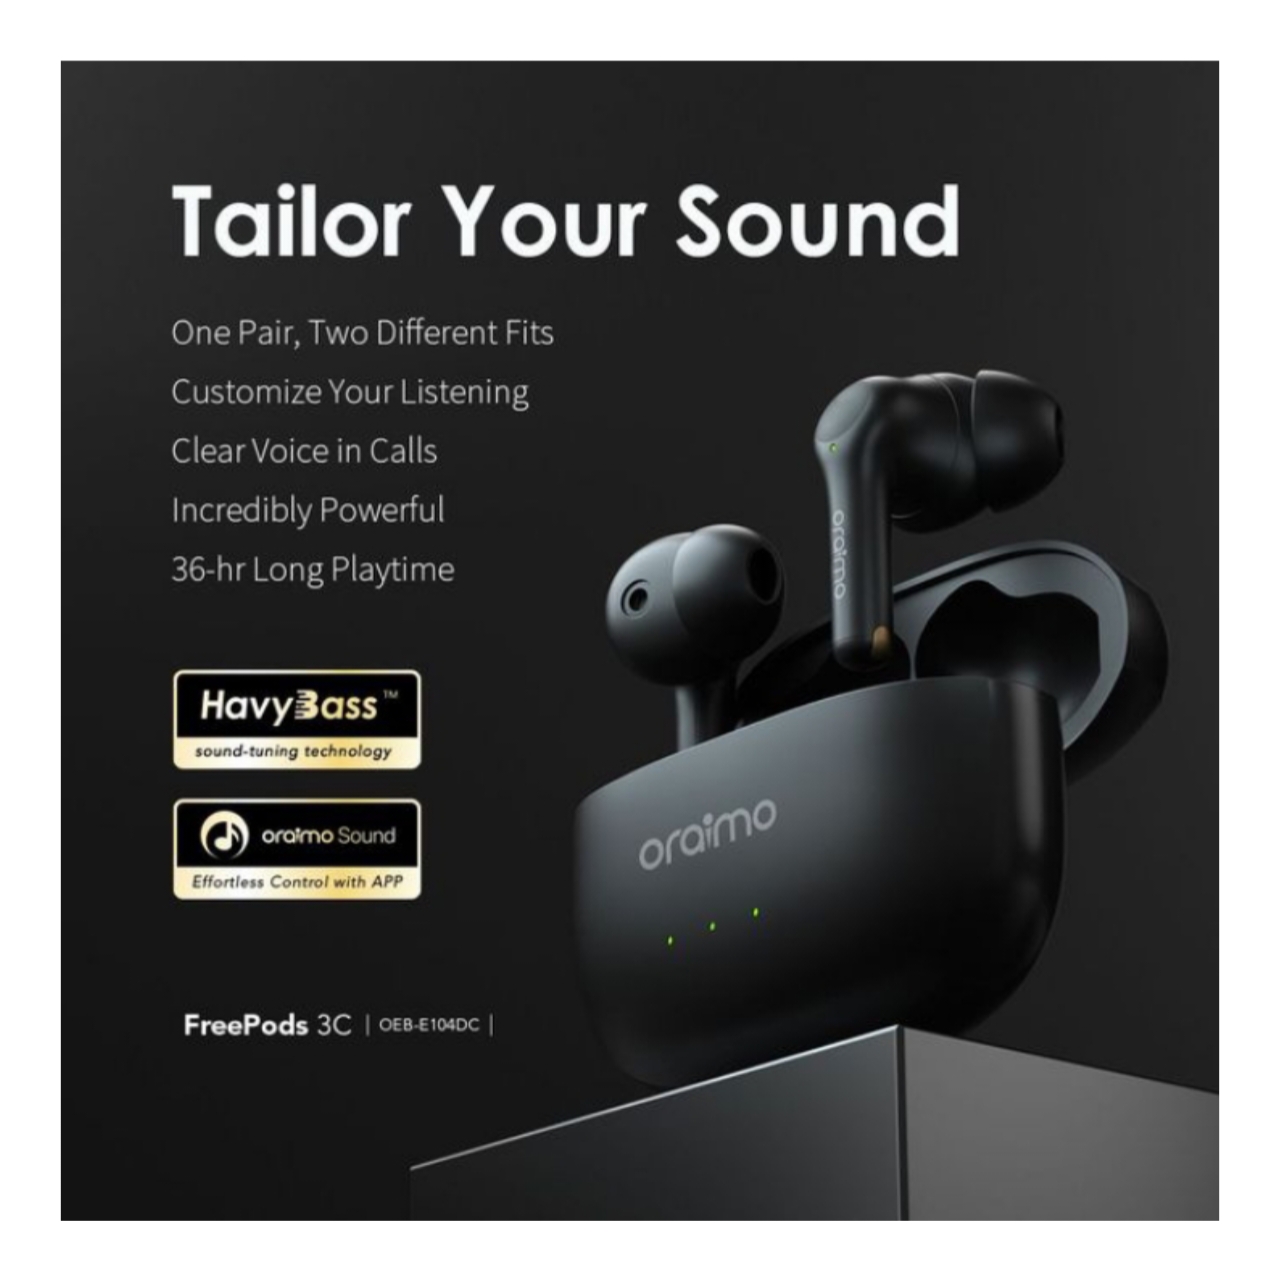 Tailor Your Sound
One Pair, Two Different Fits
Customize Your Listening
Clear Voice in Calls
Incredibly Powerful
36-hr Long Playtime
HavyBass™
sound-tuning technology
oraimo Sound
Effortless Control with APP
FreePods 3C | OEB-E104DC |
oraimo
oraimo